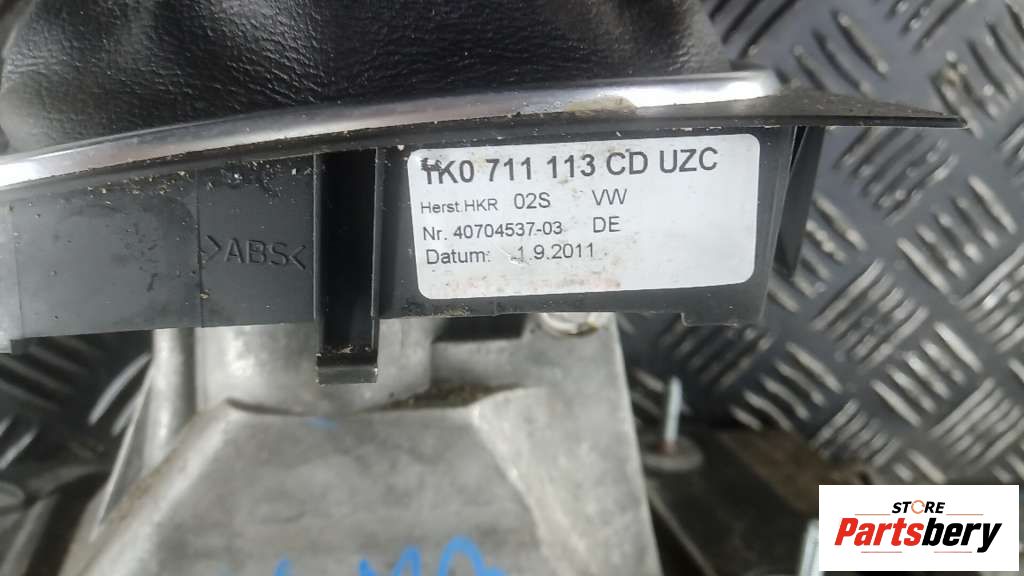 1K0 711 113 CD UZC
Herst.HKR 02S VW
Nr. 40704537-03 DE
Datum: 1.9.2011
>ABS<
STORE
Partsbery